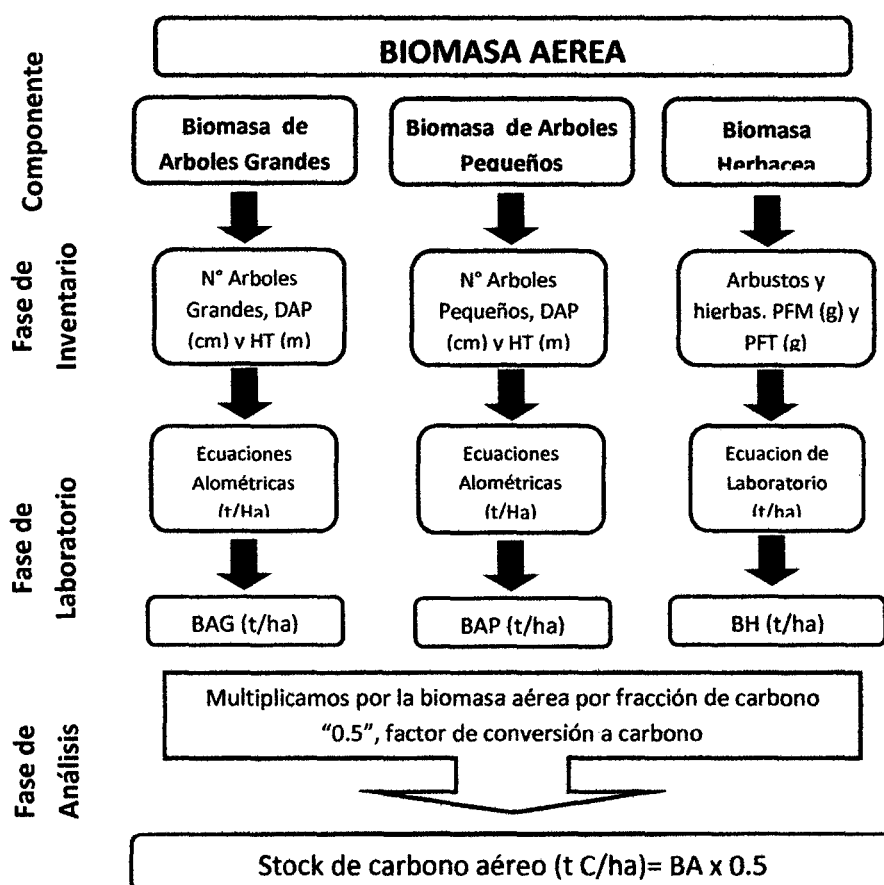 BIOMASA AEREA
Componente
Biomasa de
Arboles Grandes
Biomasa de Arboles
Pequeños
Biomasa
Herbacea
Fase de
Inventario
N° Arboles
Grandes, DAP
(cm) y HT (m)
N° Arboles
Pequeños, DAP
(cm) y HT (m)
Arbustos y
hierbas. PFM (g) y
PFT (g)
Fase de
Laboratorio
Ecuaciones
Alométricas
(t/Ha)
Ecuaciones
Alométricas
(t/Ha)
Ecuacion de
Laboratorio
(t/ha)
BAG (t/ha)
BAP (t/ha)
BH (t/ha)
Fase de
Análisis
Multiplicamos por la biomasa aérea por fracción de carbono
“0.5”, factor de conversión a carbono
Stock de carbono aéreo (t C/ha)= BA x 0.5